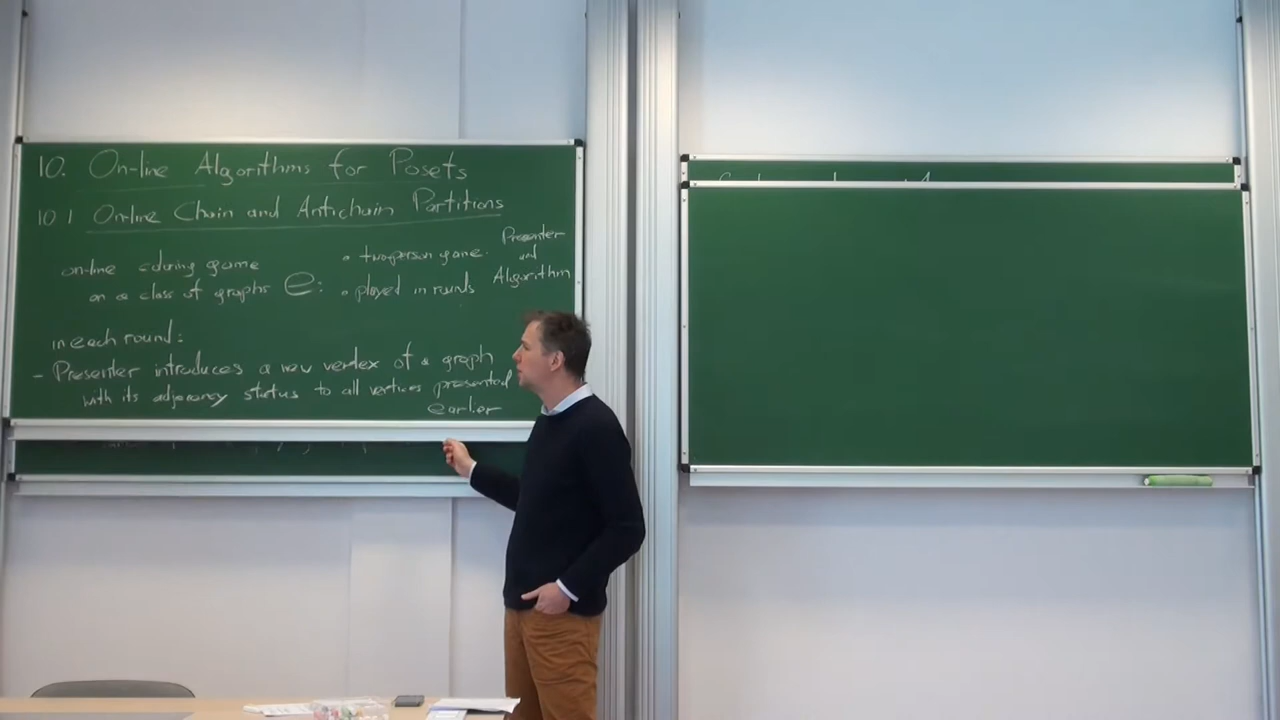 10. On-line Algorithms for Posets
10.1 On-line Chain and Antichain Partitions
on-line coloring game
on a class of graphs C:
• two person game. Presenter and Algorithm
• played in rounds
in each round:
- Presenter introduces a new vertex of a graph
with its adjacency status to all vertices presented
earlier